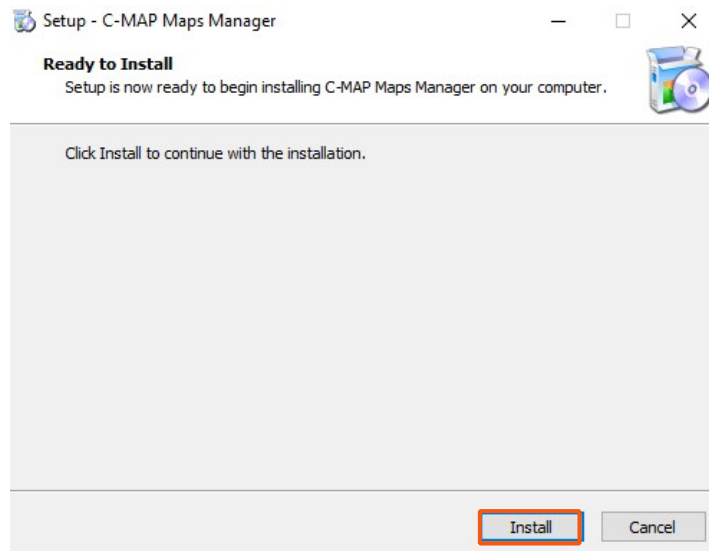 Setup - C-MAP Maps Manager
Ready to Install
Setup is now ready to begin installing C-MAP Maps Manager on your computer.
Click Install to continue with the installation.
Install
Cancel